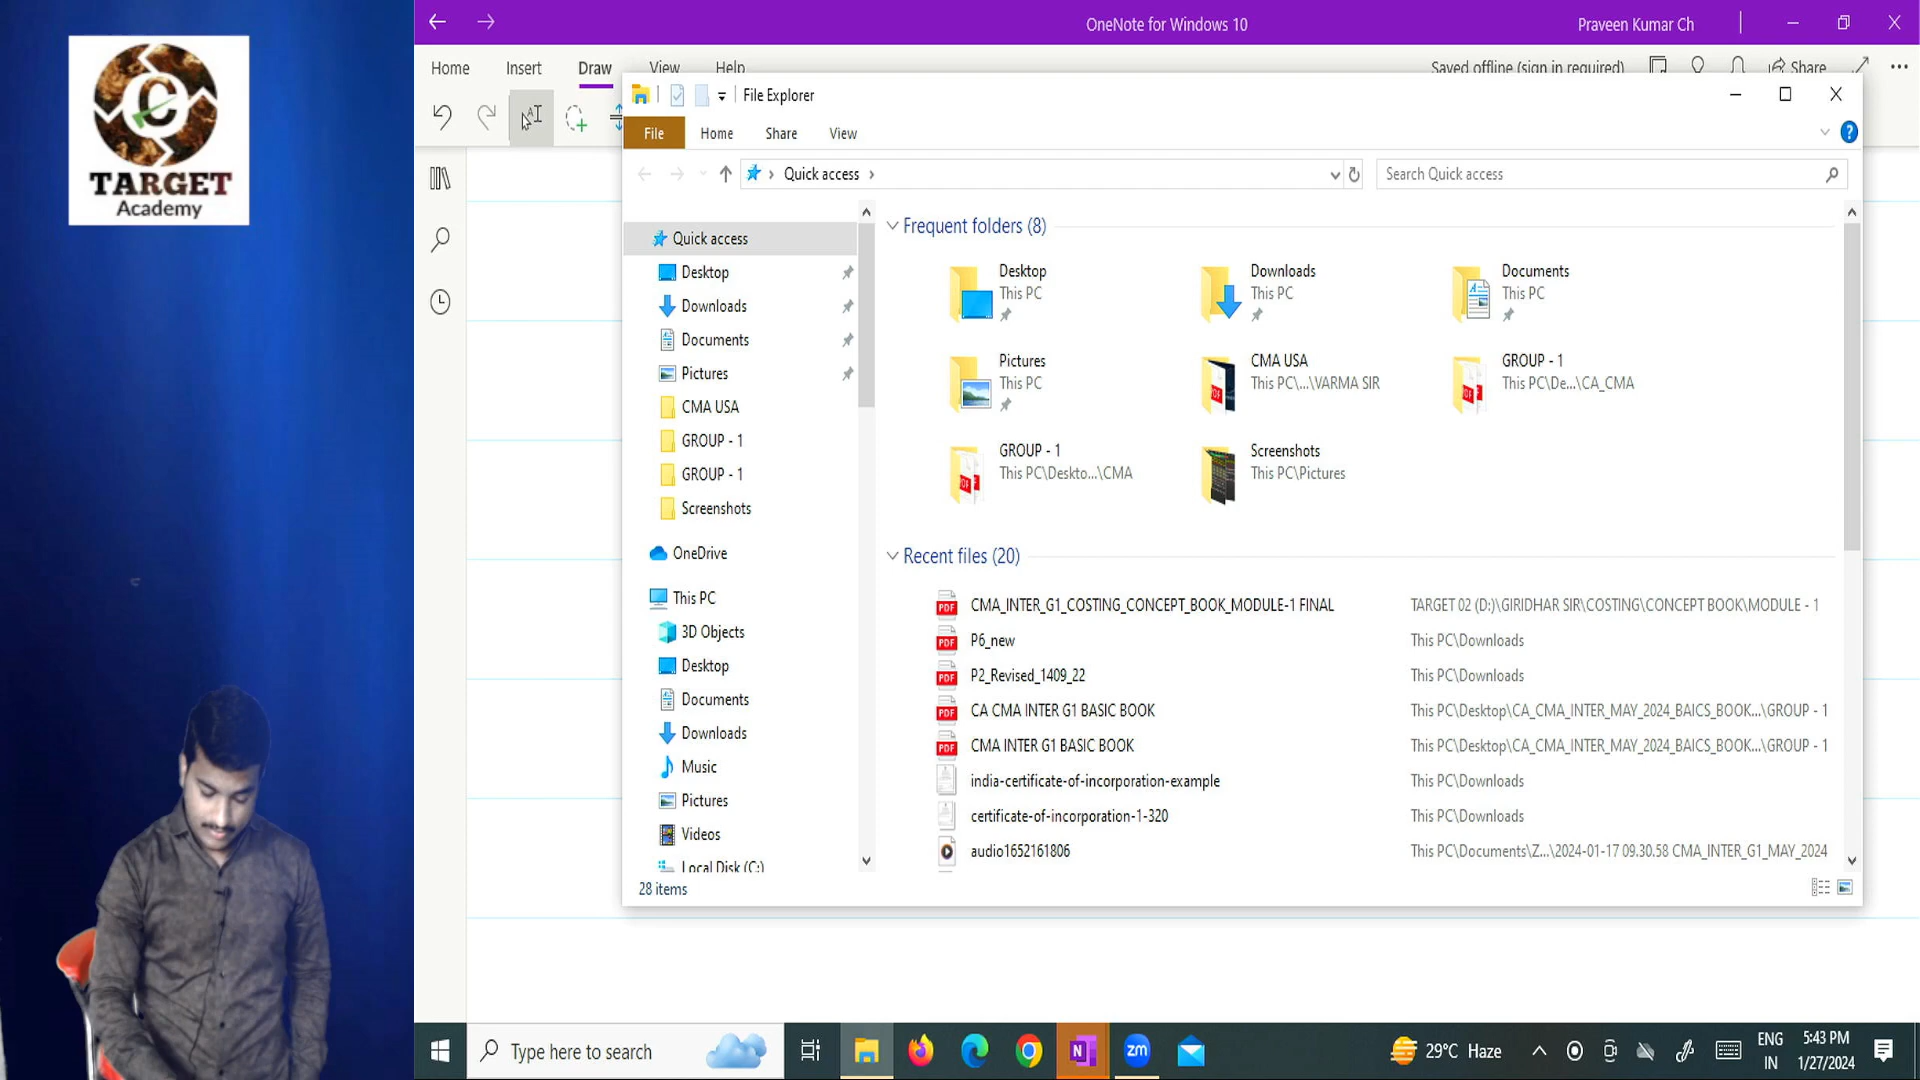 C
TARGET
Academy
OneNote for Windows 10
Praveen Kumar Ch
Home
Insert
Draw
View
Help
Saved offline (sign in required)
Share
File Explorer
File
Home
Share
View
Quick access
Search Quick access
Quick access
Desktop
Downloads
Documents
Pictures
CMA USA
GROUP - 1
GROUP - 1
Screenshots
OneDrive
This PC
3D Objects
Desktop
Documents
Downloads
Music
Pictures
Videos
Local Disk (C:)
Frequent folders (8)
Desktop
This PC
Downloads
This PC
Documents
This PC
Pictures
This PC
CMA USA
This PC\...\VARMA SIR
GROUP - 1
This PC\De...\CA_CMA
GROUP - 1
This PC\Deskto...\CMA
Screenshots
This PC\Pictures
Recent files (20)
CMA_INTER_G1_COSTING_CONCEPT_BOOK_MODULE-1 FINAL TARGET 02 (D:)\GIRIDHAR SIR\COSTING\CONCEPT BOOK\MODULE - 1
P6_new This PC\Downloads
P2_Revised_1409_22 This PC\Downloads
CA CMA INTER G1 BASIC BOOK This PC\Desktop\CA_CMA_INTER_MAY_2024_BAICS_BOOK...\GROUP - 1
CMA INTER G1 BASIC BOOK This PC\Desktop\CA_CMA_INTER_MAY_2024_BAICS_BOOK...\GROUP - 1
india-certificate-of-incorporation-example This PC\Downloads
certificate-of-incorporation-1-320 This PC\Downloads
audio1652161806 This PC\Documents\Z...\2024-01-17 09.30.58 CMA_INTER_G1_MAY_2024
28 items
Type here to search
zm
29°C Haze
ENG
IN
5:43 PM
1/27/2024